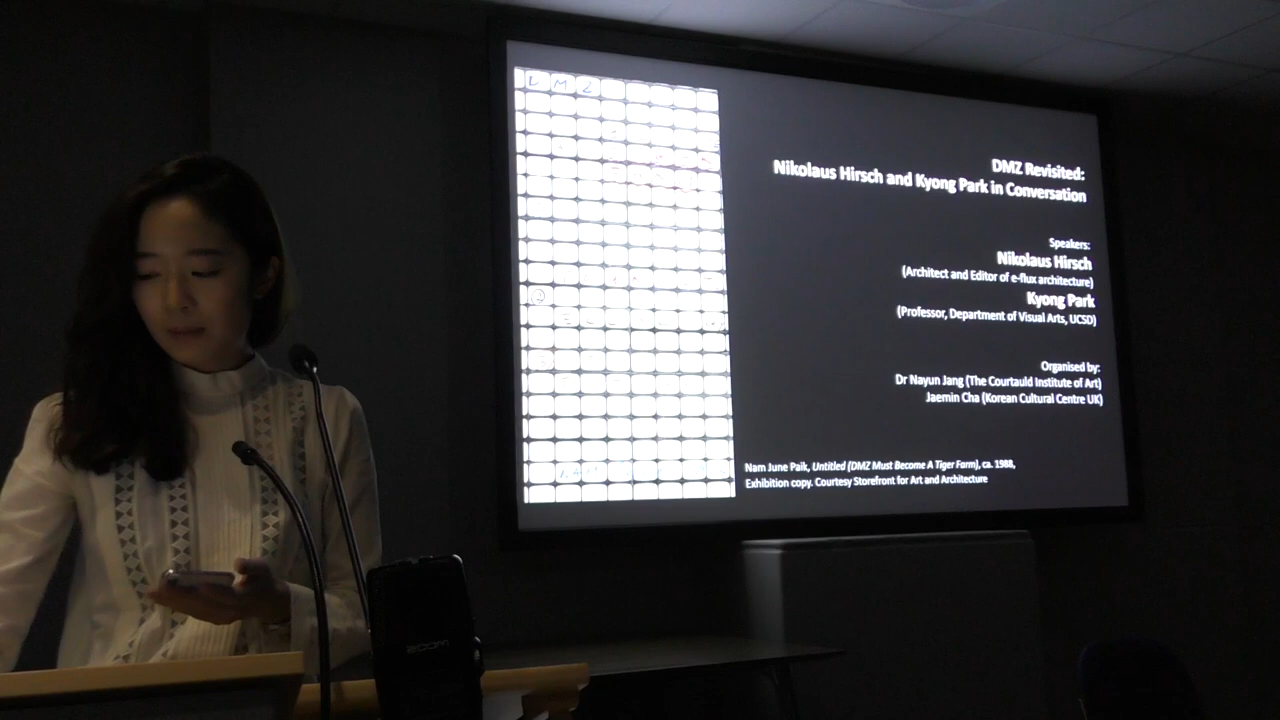 DMZ
DMZ Revisited:
Nikolaus Hirsch and Kyong Park in Conversation
Speakers:
Nikolaus Hirsch
(Architect and Editor of e-flux architecture)
Kyong Park
(Professor, Department of Visual Arts, UCSD)
Organised by:
Dr Nayun Jang (The Courtauld Institute of Art)
Jaemin Cha (Korean Cultural Centre UK)
Nam June Paik, Untitled (DMZ Must Become A Tiger Farm), ca. 1988,
Exhibition copy. Courtesy Storefront for Art and Architecture